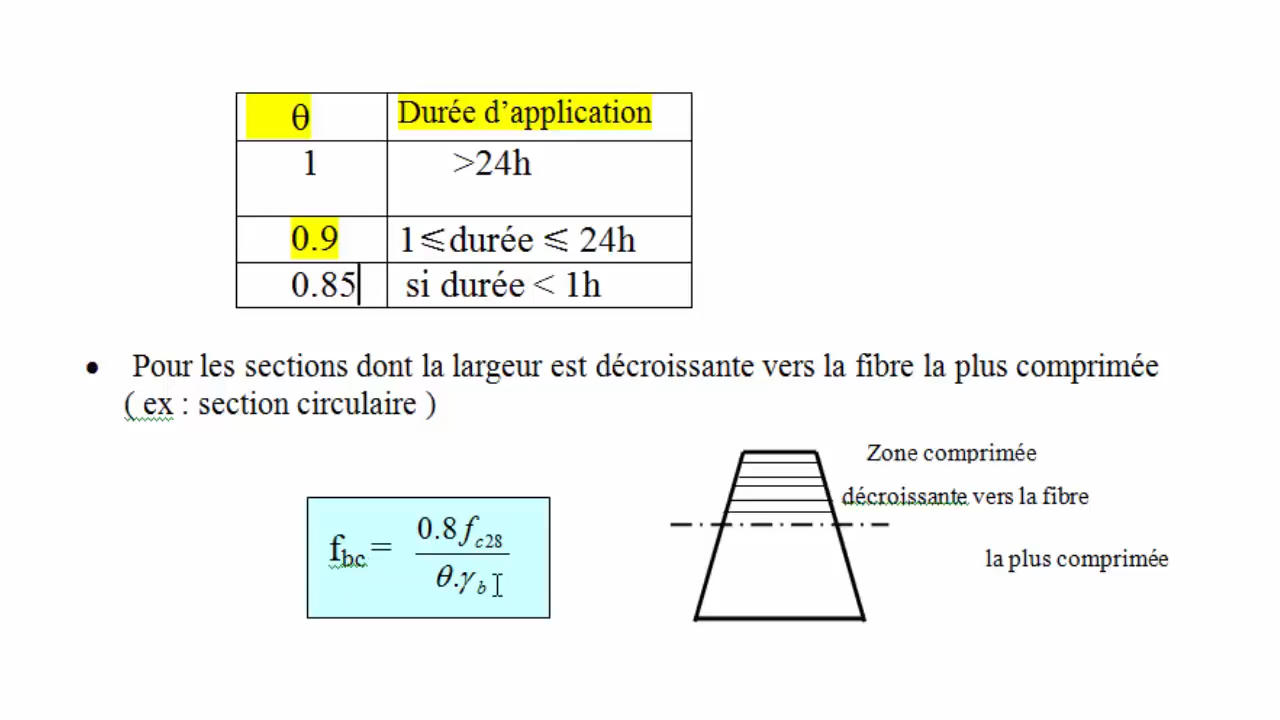 θ Durée d’application
1 >24h
0.9 1⩽durée ⩽ 24h
0.85 si durée < 1h
• Pour les sections dont la largeur est décroissante vers la fibre la plus comprimée
( ex : section circulaire )
Zone comprimée
décroissante vers la fibre
la plus comprimée
fbc = 0.8 fc28 / θ.γb